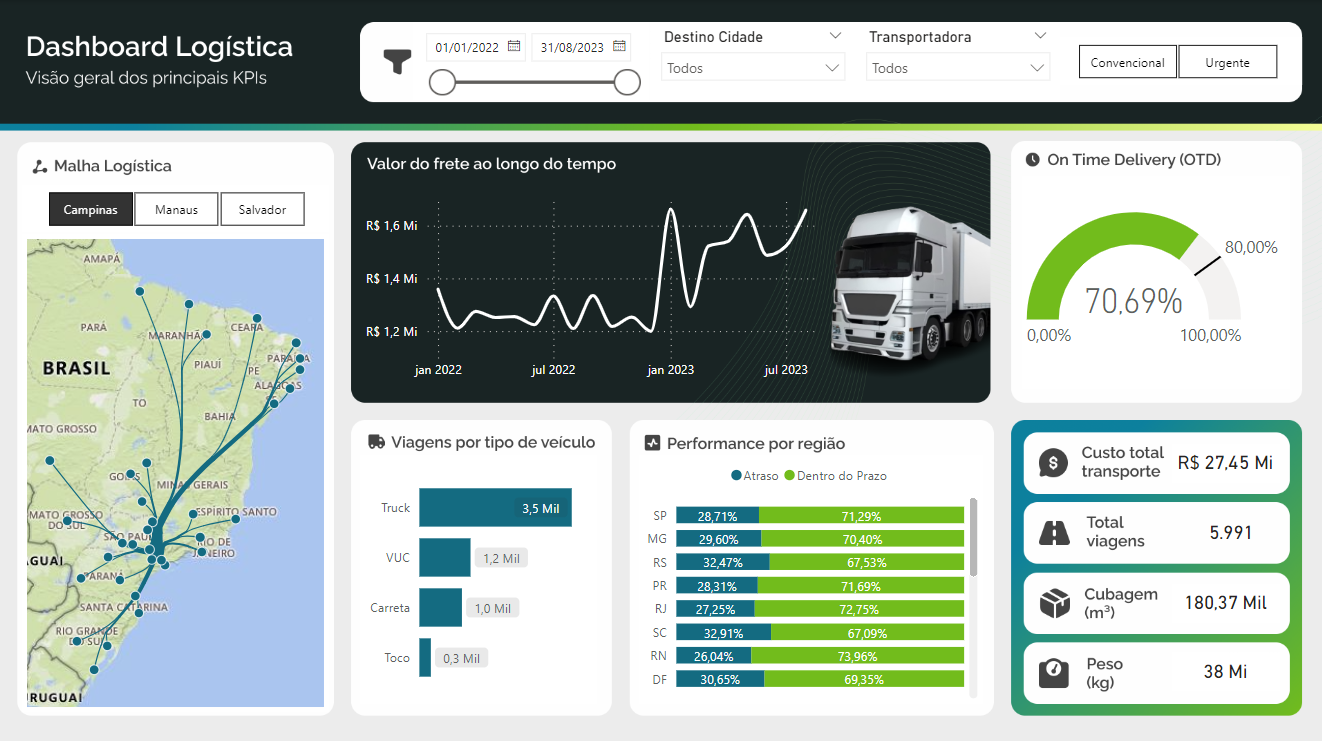 Dashboard Logística
Visão geral dos principais KPIs
01/01/2022
31/08/2023
Destino Cidade
Todos
Transportadora
Todos
Convencional
Urgente
Malha Logística
Campinas
Manaus
Salvador
AMAPÁ
PARÁ
MARANHÃ
CEARA
BRASIL
PIAUÍ
PARA A
PE
ALAGOAS
TO
BAHIA
MATO GROSSO
GO S
MINAS GERAIS
MATO GROSSO
DO SUL
ESPÍRITO SANTO
SÃO PAUL
RIO DE
JANEIRO
GUAI
PARANÁ
SANTA CATARINA
RIO GRANDE
DO SUL
RUGUAI
Valor do frete ao longo do tempo
R$ 1,6 Mi
R$ 1,4 Mi
R$ 1,2 Mi
jan 2022
jul 2022
jan 2023
jul 2023
On Time Delivery (OTD)
80,00%
70,69%
0,00%
100,00%
Viagens por tipo de veículo
Truck
3,5 Mil
VUC
1,2 Mil
Carreta
1,0 Mil
Toco
0,3 Mil
Performance por região
Atraso
Dentro do Prazo
SP 28,71% 71,29%
MG 29,60% 70,40%
RS 32,47% 67,53%
PR 28,31% 71,69%
RJ 27,25% 72,75%
SC 32,91% 67,09%
RN 26,04% 73,96%
DF 30,65% 69,35%
Custo total
transporte
R$ 27,45 Mi
Total
viagens
5.991
Cubagem
(m³)
180,37 Mil
Peso
(kg)
38 Mi